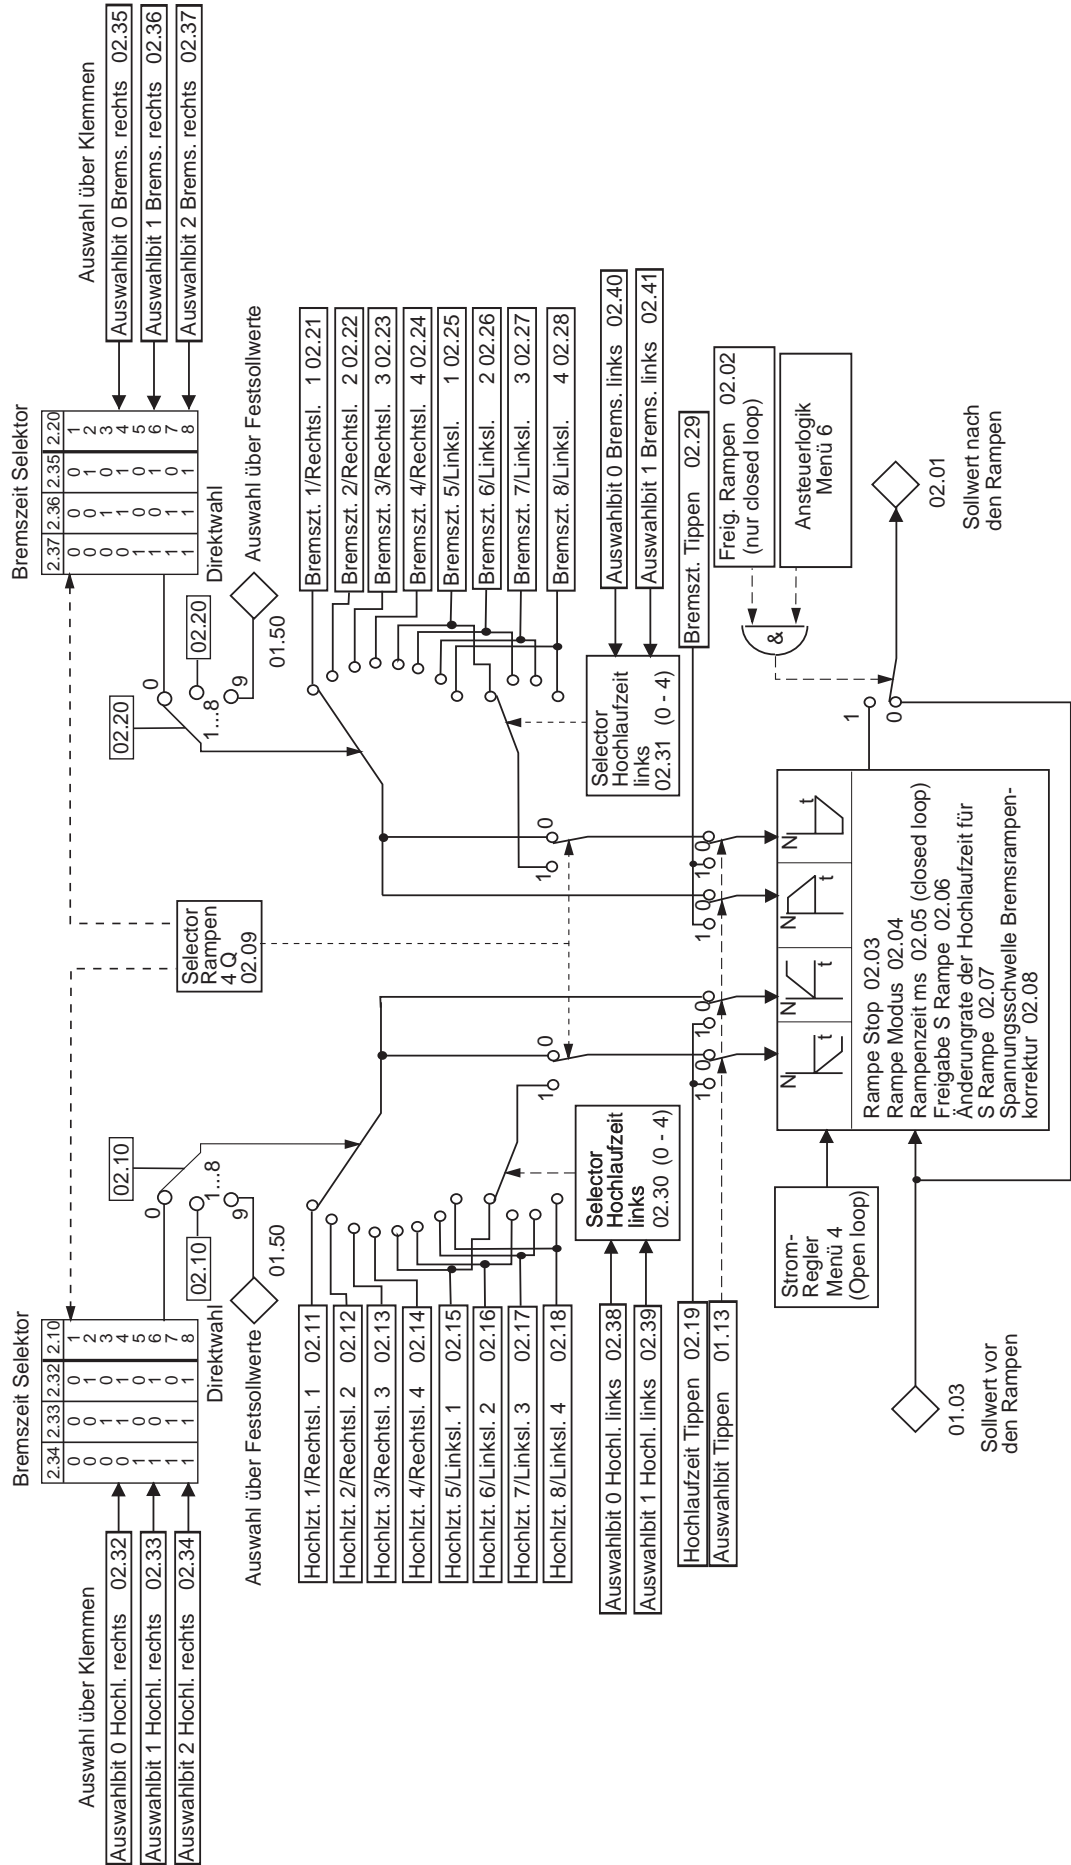 Auswahl über Klemmen
Auswahlbit 0 Hochl. rechts 02.32
Auswahlbit 1 Hochl. rechts 02.33
Auswahlbit 2 Hochl. rechts 02.34
Bremszeit Selektor
2.34 2.33 2.32 2.10
0 0 0 1
0 0 1 2
0 1 0 3
0 1 1 4
1 0 0 5
1 0 1 6
1 1 0 7
1 1 1 8
Direktwahl
02.10
0
1...8
9
02.10
Auswahl über Festsollwerte
01.50
Selector
Rampen
4 Q
02.09
Bremszeit Selektor
2.37 2.36 2.35 2.20
0 0 0 1
0 0 1 2
0 1 0 3
0 1 1 4
1 0 0 5
1 0 1 6
1 1 0 7
1 1 1 8
Direktwahl
02.20
0
1...8
9
02.20
Auswahl über Festsollwerte
01.50
Auswahl über Klemmen
Auswahlbit 0 Brems. rechts 02.35
Auswahlbit 1 Brems. rechts 02.36
Auswahlbit 2 Brems. rechts 02.37
Hochlzt. 1/Rechtsl. 1 02.11
Hochlzt. 2/Rechtsl. 2 02.12
Hochlzt. 3/Rechtsl. 3 02.13
Hochlzt. 4/Rechtsl. 4 02.14
Hochlzt. 5/Linksl. 1 02.15
Hochlzt. 6/Linksl. 2 02.16
Hochlzt. 7/Linksl. 3 02.17
Hochlzt. 8/Linksl. 4 02.18
Bremszt. 1/Rechtsl. 1 02.21
Bremszt. 2/Rechtsl. 2 02.22
Bremszt. 3/Rechtsl. 3 02.23
Bremszt. 4/Rechtsl. 4 02.24
Bremszt. 5/Linksl. 1 02.25
Bremszt. 6/Linksl. 2 02.26
Bremszt. 7/Linksl. 3 02.27
Bremszt. 8/Linksl. 4 02.28
1 0
1 0
Auswahlbit 0 Hochl. links 02.38
Auswahlbit 1 Hochl. links 02.39
Selector
Hochlaufzeit
links
02.30 (0 - 4)
Selector
Hochlaufzeit
links
02.31 (0 - 4)
Auswahlbit 0 Brems. links 02.40
Auswahlbit 1 Brems. links 02.41
Hochlaufzeit Tippen 02.19
Auswahlbit Tippen 01.13
1 0
1 0
1 0
1 0
Bremszt. Tippen 02.29
Freig. Rampen 02.02
(nur closed loop)
Ansteuerlogik
Menü 6
&
Strom-
Regler
Menü 4
(Open loop)
N t
N t
N t
N t
Rampe Stop 02.03
Rampe Modus 02.04
Rampenzeit ms 02.05 (closed loop)
Freigabe S Rampe 02.06
Änderungrate der Hochlaufzeit für
S Rampe 02.07
Spannungsschwelle Bremsrampen-
korrektur 02.08
1
0
01.03
Sollwert vor
den Rampen
02.01
Sollwert nach
den Rampen